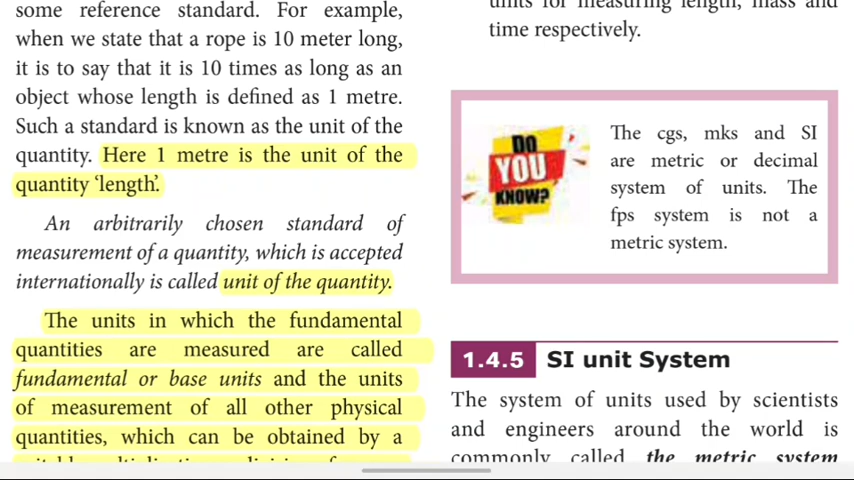 some reference standard. For example,
when we state that a rope is 10 meter long,
it is to say that it is 10 times as long as an
object whose length is defined as 1 metre.
Such a standard is known as the unit of the
quantity. Here 1 metre is the unit of the
quantity ‘length’.
An arbitrarily chosen standard of
measurement of a quantity, which is accepted
internationally is called unit of the quantity.
The units in which the fundamental
quantities are measured are called
fundamental or base units and the units
of measurement of all other physical
quantities, which can be obtained by a
units for measuring length, mass and
time respectively.
DO
YOU
KNOW?
The cgs, mks and SI
are metric or decimal
system of units. The
fps system is not a
metric system.
1.4.5 SI unit System
The system of units used by scientists
and engineers around the world is
commonly called the metric system